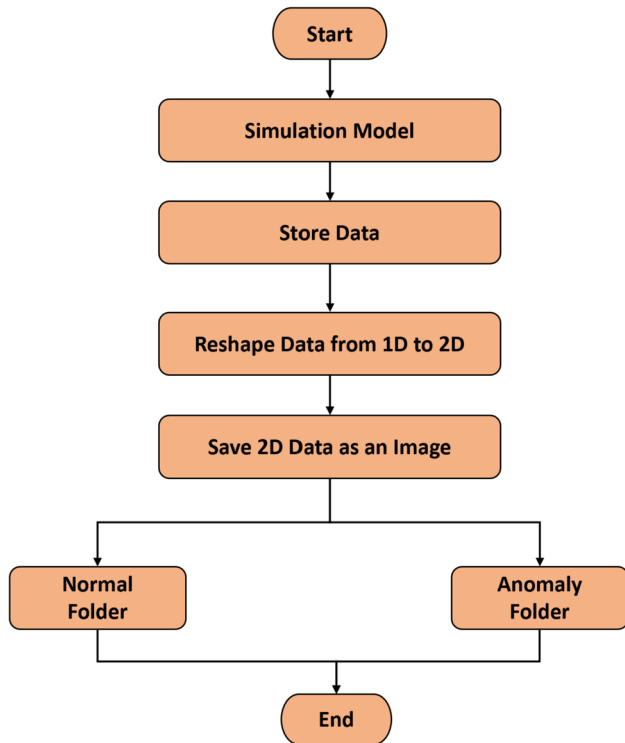 Start
Simulation Model
Store Data
Reshape Data from 1D to 2D
Save 2D Data as an Image
Normal
Folder
Anomaly
Folder
End